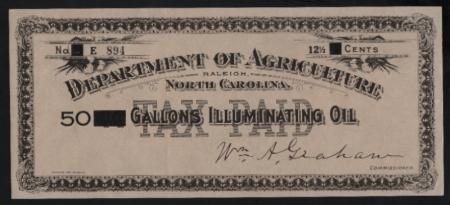 No. E 894 12½ Cents
DEPARTMENT OF AGRICULTURE
RALEIGH,
NORTH CAROLINA.
TAX PAID
50 GALLONS ILLUMINATING OIL
Wm A. Graham
COMMISSIONER.